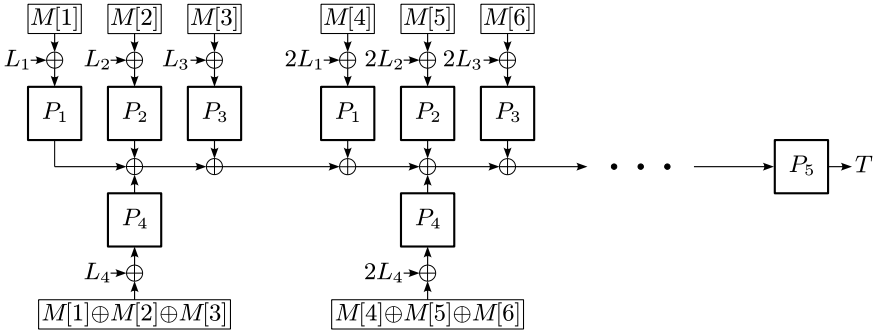 M[1] M[2] M[3] M[4] M[5] M[6]
L₁ L₂ L₃ 2L₁ 2L₂ 2L₃
P₁ P₂ P₃ P₁ P₂ P₃
• • • P₅ T
P₄ P₄
L₄ 2L₄
M[1]⊕M[2]⊕M[3] M[4]⊕M[5]⊕M[6]